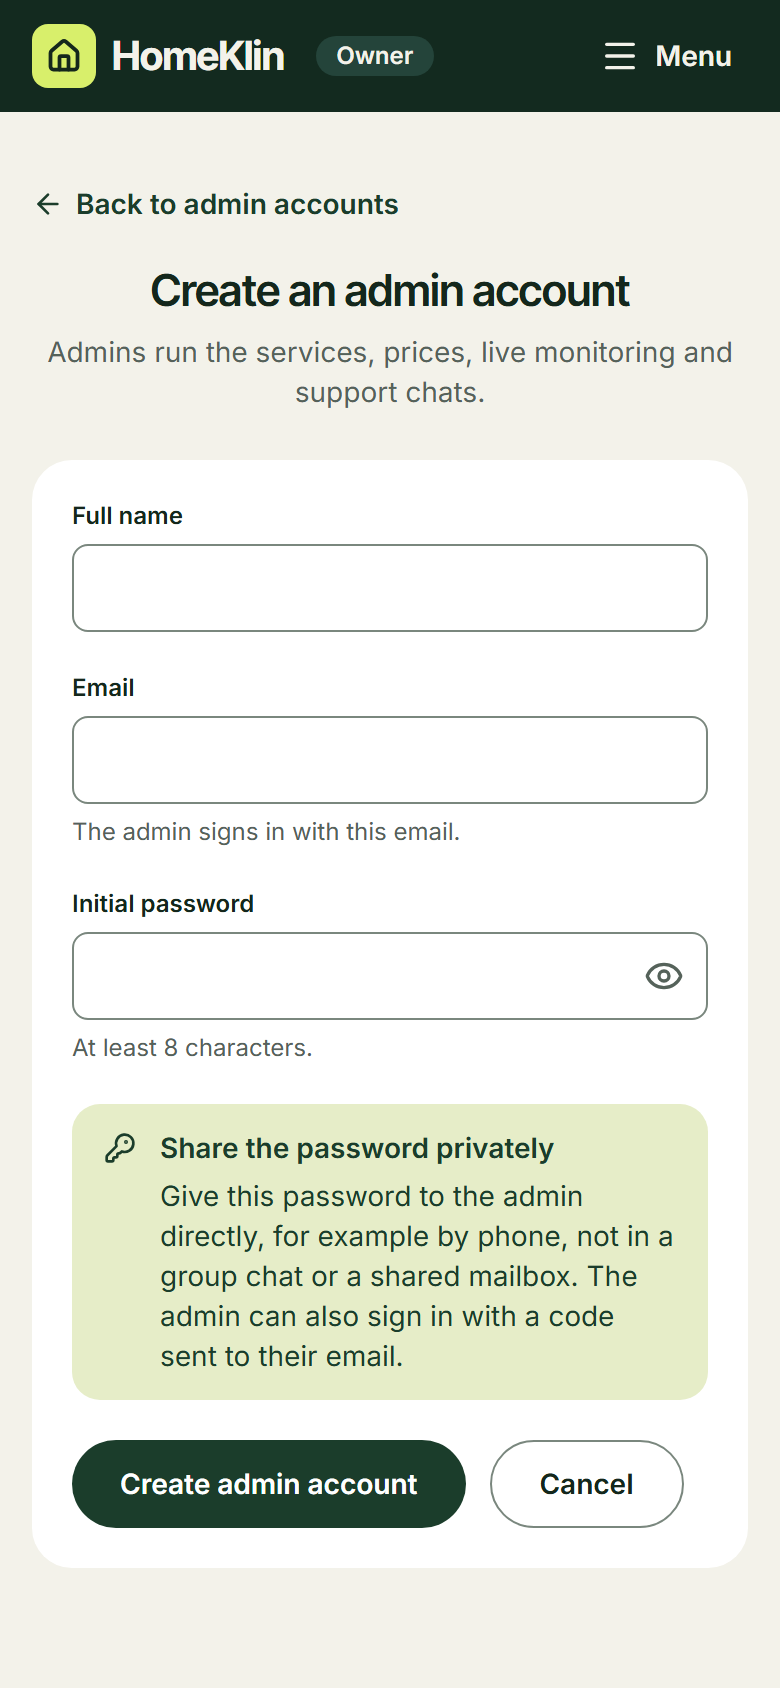 HomeKlin
Owner
Menu
Back to admin accounts
Create an admin account
Admins run the services, prices, live monitoring and
support chats.
Full name
Email
The admin signs in with this email.
Initial password
At least 8 characters.
Share the password privately
Give this password to the admin
directly, for example by phone, not in a
group chat or a shared mailbox. The
admin can also sign in with a code
sent to their email.
Create admin account
Cancel